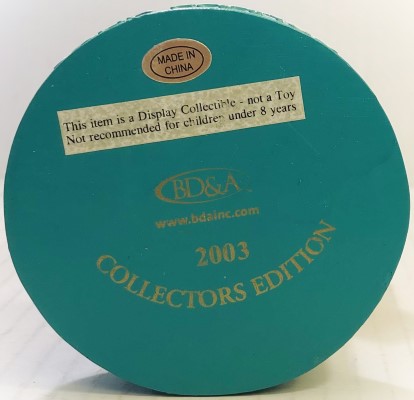 MADE IN
CHINA
This item is a Display Collectible - not a Toy
Not recommended for children under 8 years
BD&A
www.bdainc.com
2003
COLLECTORS EDITION